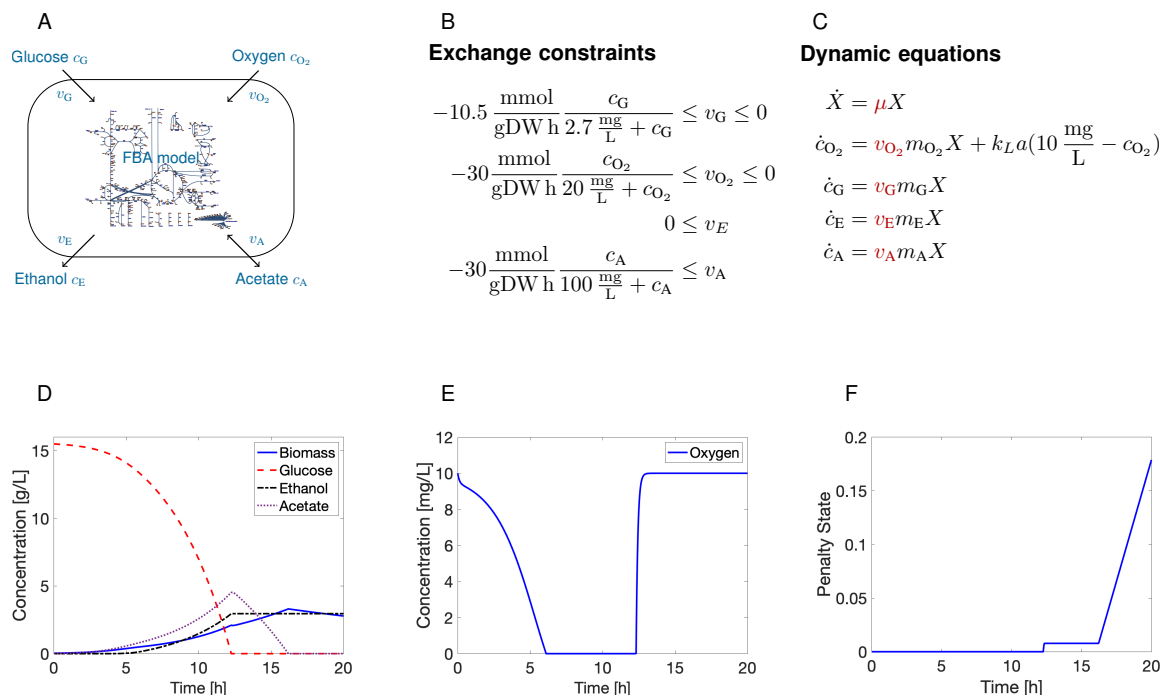 A
Glucose c_G
Oxygen c_O₂
v_G
v_O₂
FBA model
v_E
v_A
Ethanol c_E
Acetate c_A
B
Exchange constraints
−10.5 mmol/(gDW h) c_G/(2.7 mg/L + c_G) ≤ v_G ≤ 0
−30 mmol/(gDW h) c_O₂/(20 mg/L + c_O₂) ≤ v_O₂ ≤ 0
0 ≤ v_E
−30 mmol/(gDW h) c_A/(100 mg/L + c_A) ≤ v_A
C
Dynamic equations
Ẋ = μX
ċ_O₂ = v_O₂ m_O₂ X + k_L a(10 mg/L − c_O₂)
ċ_G = v_G m_G X
ċ_E = v_E m_E X
ċ_A = v_A m_A X
D
Concentration [g/L]
15
10
5
0
0 5 10 15 20
Time [h]
Biomass
Glucose
Ethanol
Acetate
E
Concentration [mg/L]
12
10
8
6
4
2
0
0 5 10 15 20
Time [h]
Oxygen
F
Penalty State
0.2
0.15
0.1
0.05
0
0 5 10 15 20
Time [h]